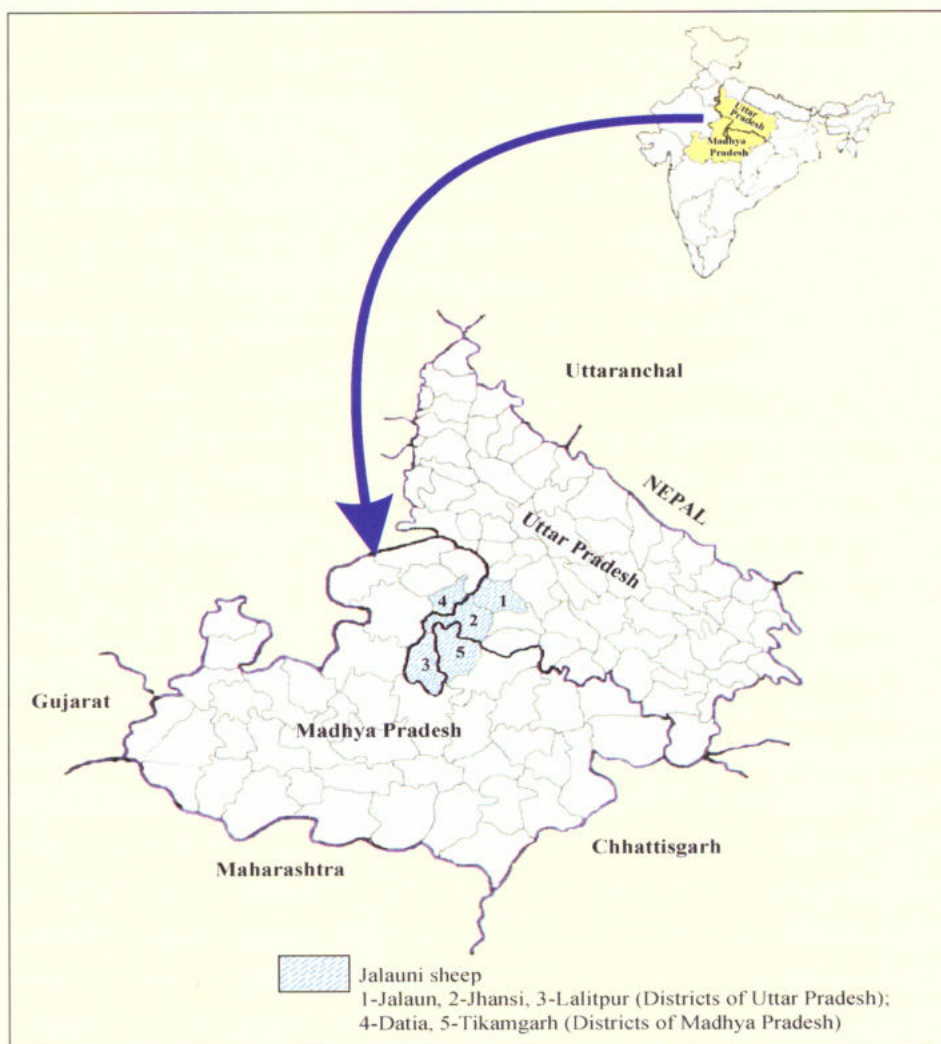 Uttar
Pradesh
Madhya
Pradesh
Uttaranchal
NEPAL
Uttar Pradesh
4
1
2
3
5
Gujarat
Madhya Pradesh
Chhattisgarh
Maharashtra
Jalauni sheep
1-Jalaun, 2-Jhansi, 3-Lalitpur (Districts of Uttar Pradesh);
4-Datia, 5-Tikamgarh (Districts of Madhya Pradesh)